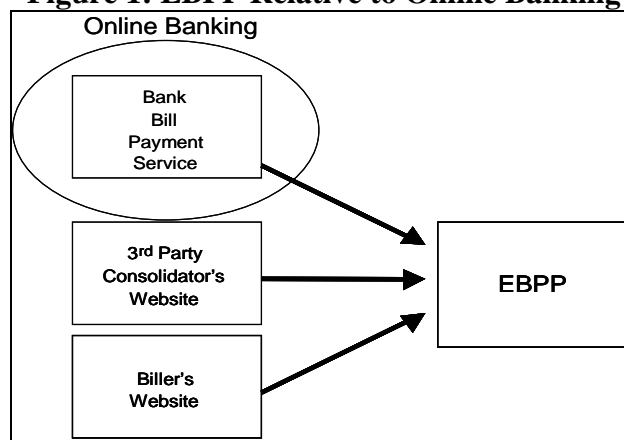 Figure 1: EBPP Relative to Online Banking
Online Banking
Bank
Bill
Payment
Service
3rd Party
Consolidator's
Website
EBPP
Biller's
Website